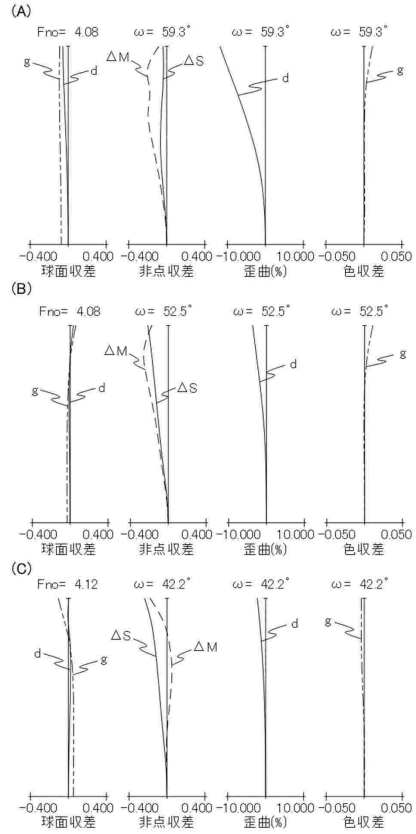 (A)
Fno= 4.08 ω= 59.3° ω= 59.3° ω= 59.3°
g d ΔM ΔS d g
-0.400 0.400 -0.400 0.400 -10.000 10.000 -0.050 0.050
球面収差 非点収差 歪曲(%) 色収差
(B)
Fno= 4.08 ω= 52.5° ω= 52.5° ω= 52.5°
g d ΔM ΔS d g
-0.400 0.400 -0.400 0.400 -10.000 10.000 -0.050 0.050
球面収差 非点収差 歪曲(%) 色収差
(C)
Fno= 4.12 ω= 42.2° ω= 42.2° ω= 42.2°
d g ΔS ΔM d g
-0.400 0.400 -0.400 0.400 -10.000 10.000 -0.050 0.050
球面収差 非点収差 歪曲(%) 色収差